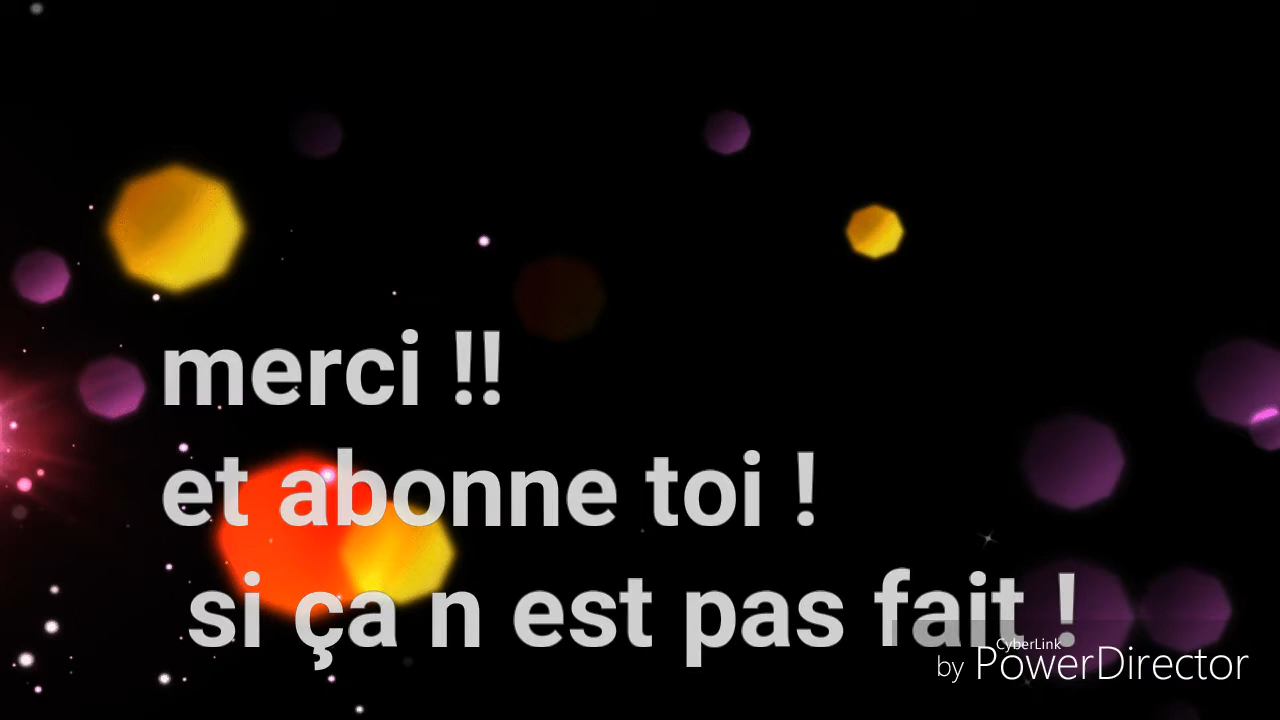 merci !!
et abonne toi !
si ça n est pas fait !
CyberLink
by PowerDirector